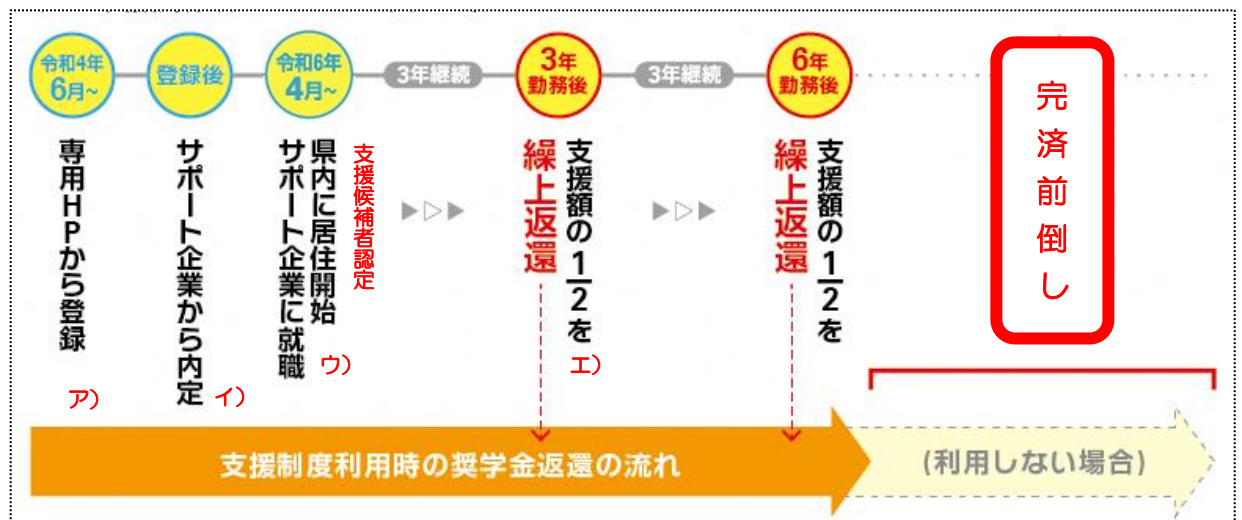 令和4年
6月~
登録後
令和6年
4月~
3年継続
3年
勤務後
3年継続
6年
勤務後
専用HPから登録
ア)
サポート企業から内定
イ)
県内に居住開始
サポート企業に就職
支援候補者認定
ウ)
支援額の1/2を
繰上返還
エ)
支援額の1/2を
繰上返還
完済前倒し
支援制度利用時の奨学金返還の流れ
(利用しない場合)